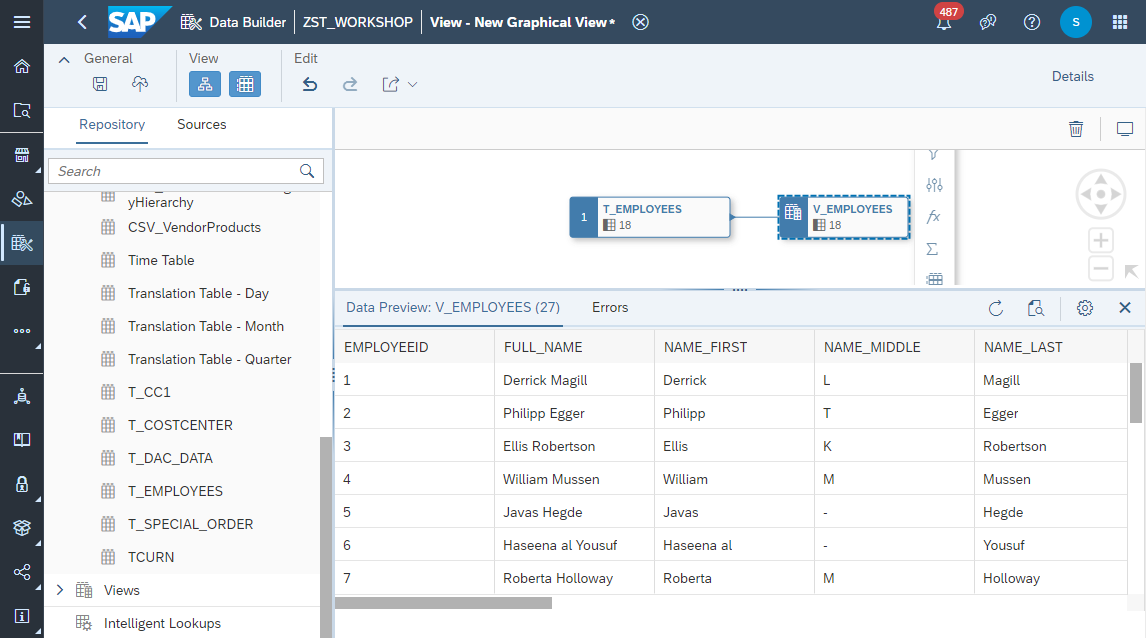 SAP Data Builder ZST_WORKSHOP View - New Graphical View* 487 S
General View Edit
Details
Repository Sources
Search
yHierarchy
CSV_VendorProducts
Time Table
Translation Table - Day
Translation Table - Month
Translation Table - Quarter
T_CC1
T_COSTCENTER
T_DAC_DATA
T_EMPLOYEES
T_SPECIAL_ORDER
TCURN
Views
Intelligent Lookups
1 T_EMPLOYEES
18
V_EMPLOYEES
18
fx
Σ
Data Preview: V_EMPLOYEES (27) Errors
EMPLOYEEID FULL_NAME NAME_FIRST NAME_MIDDLE NAME_LAST
1 Derrick Magill Derrick L Magill
2 Philipp Egger Philipp T Egger
3 Ellis Robertson Ellis K Robertson
4 William Mussen William M Mussen
5 Javas Hegde Javas - Hegde
6 Haseena al Yousuf Haseena al - Yousuf
7 Roberta Holloway Roberta M Holloway